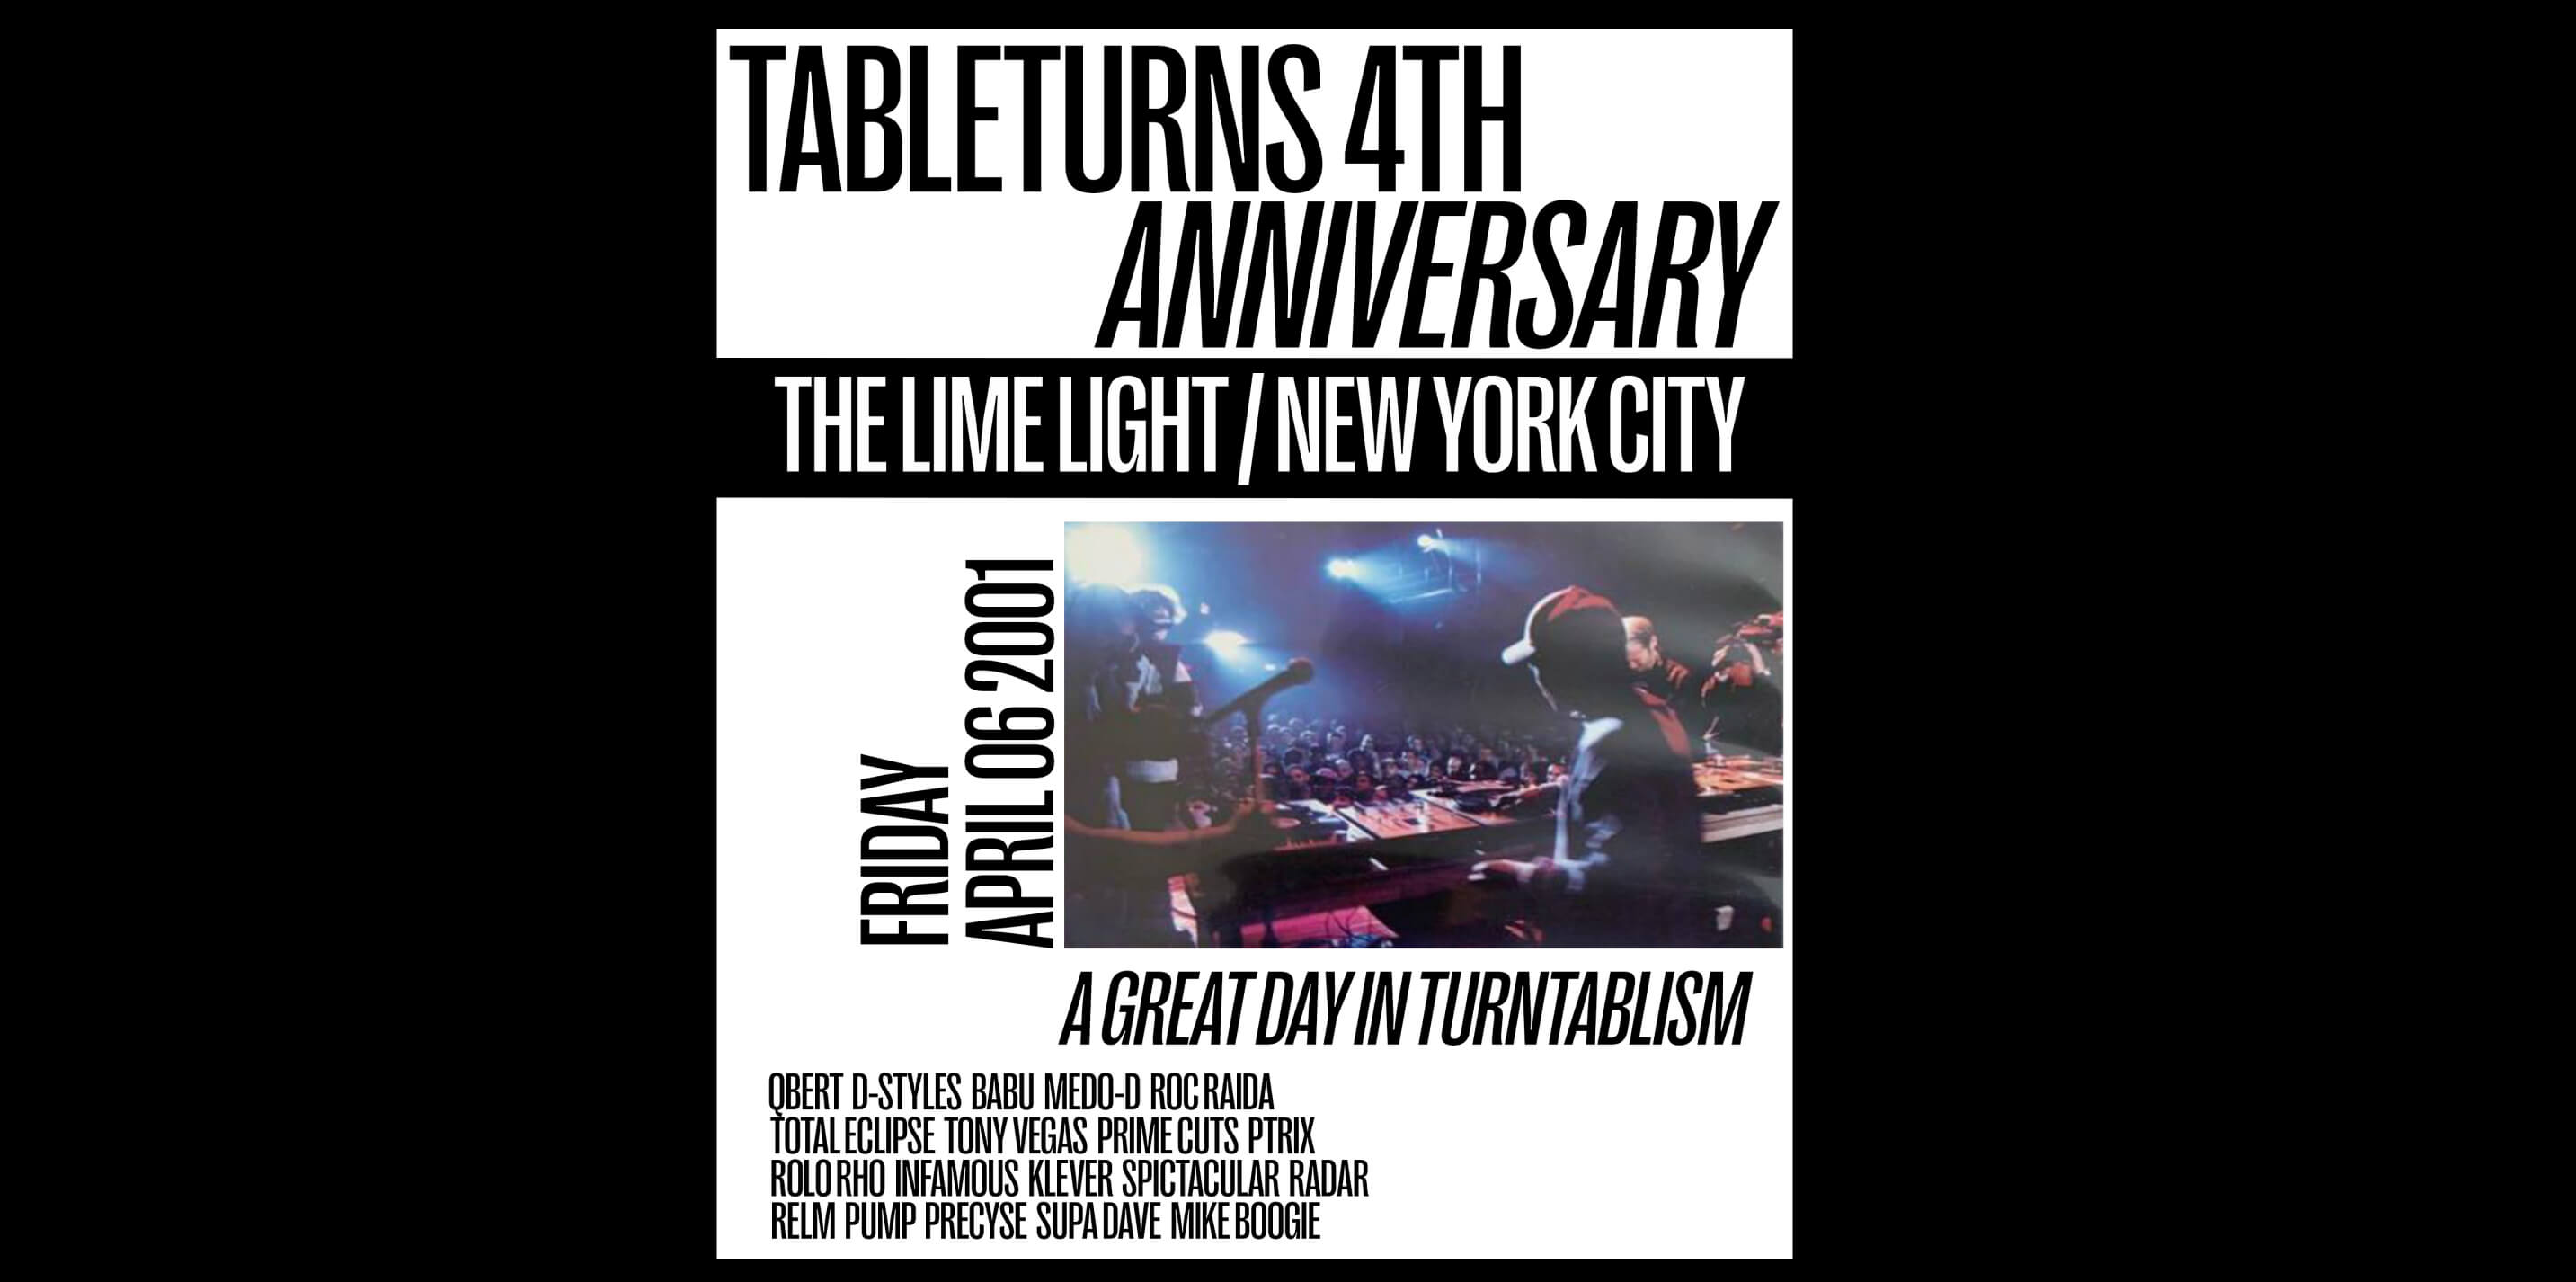 TABLETURNS 4TH
ANNIVERSARY
THE LIME LIGHT / NEW YORK CITY
FRIDAY
APRIL 06 2001
A GREAT DAY IN TURNTABLISM
QBERT D-STYLES BABU MEDO-D ROC RAIDA
TOTAL ECLIPSE TONY VEGAS PRIME CUTS PTRIX
ROLO RHO INFAMOUS KLEVER SPICTACULAR RADAR
RELM PUMP PRECYSE SUPA DAVE MIKE BOOGIE